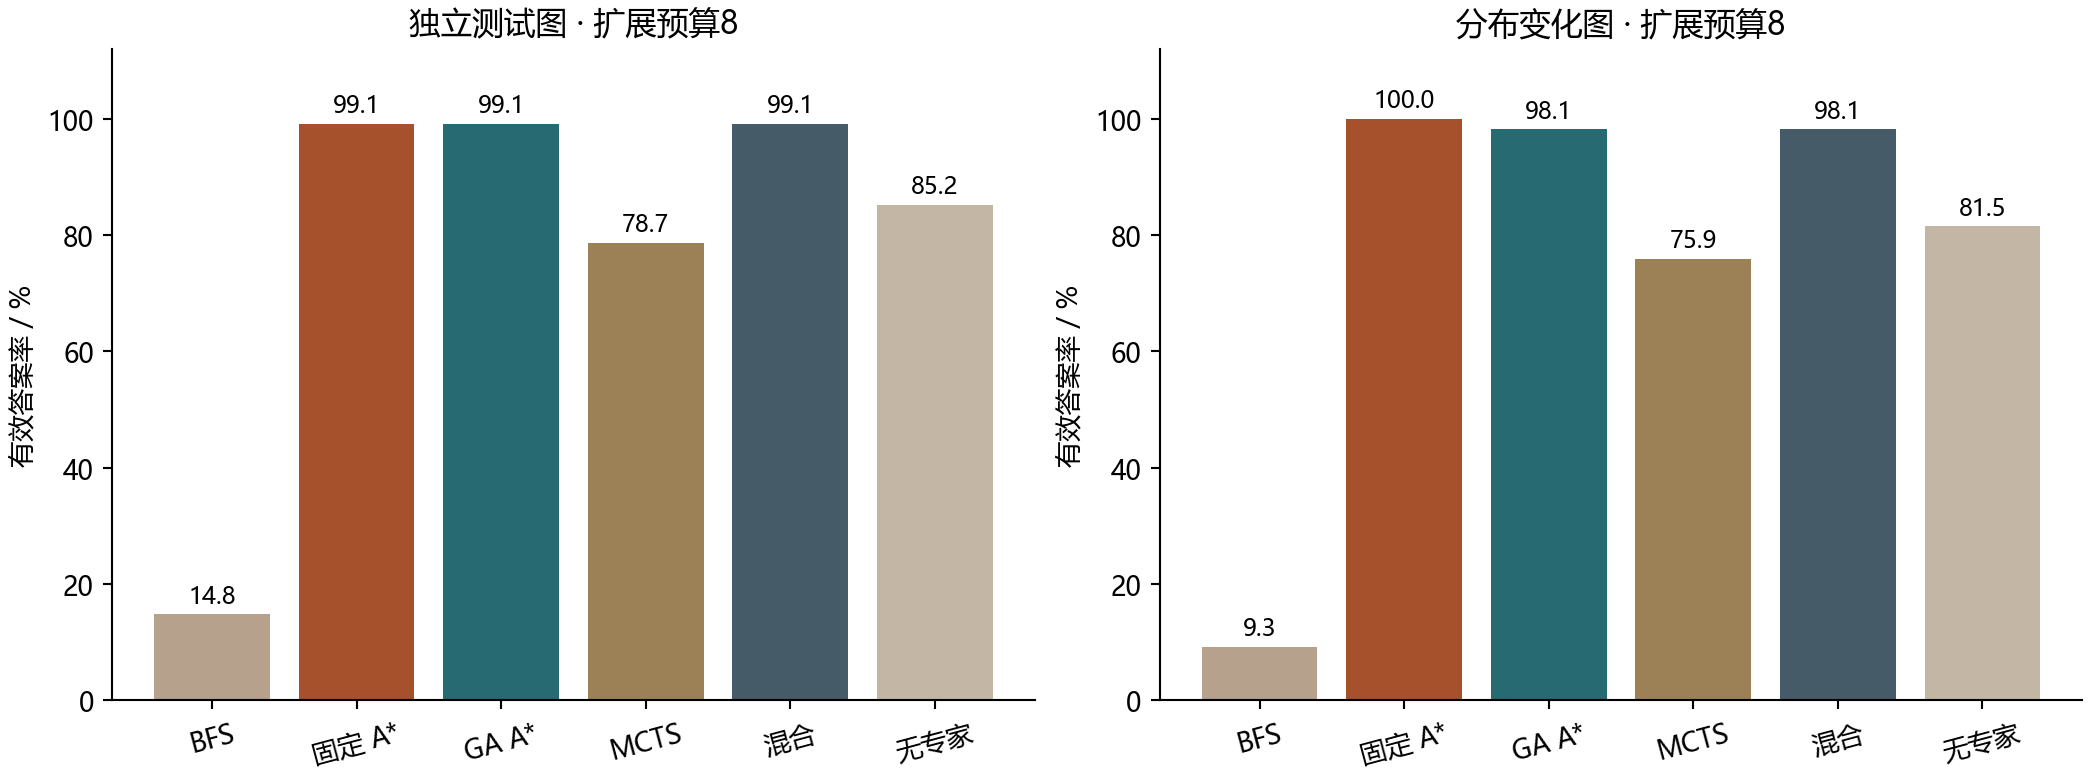 独立测试图 · 扩展预算8
有效答案率 / %
100
80
60
40
20
0
14.8
99.1
99.1
78.7
99.1
85.2
BFS
固定 A*
GA A*
MCTS
混合
无专家
分布变化图 · 扩展预算8
有效答案率 / %
100
80
60
40
20
0
9.3
100.0
98.1
75.9
98.1
81.5
BFS
固定 A*
GA A*
MCTS
混合
无专家